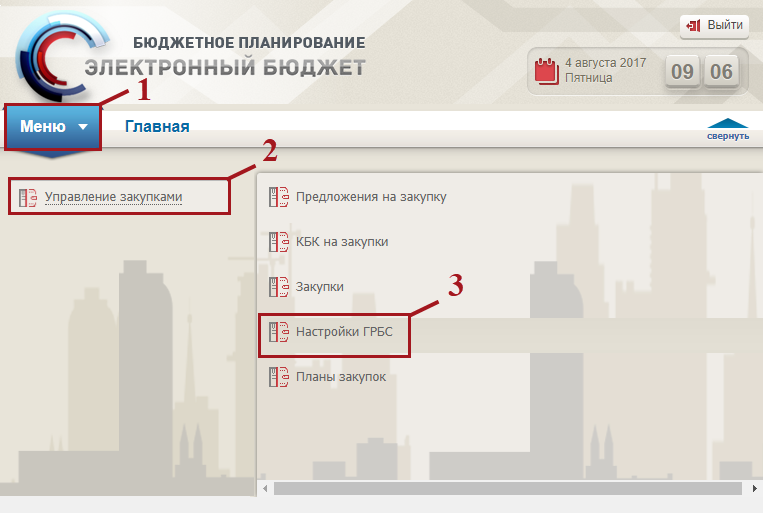 Выйти
БЮДЖЕТНОЕ ПЛАНИРОВАНИЕ
ЭЛЕКТРОННЫЙ БЮДЖЕТ
4 августа 2017
Пятница
09 06
1
Меню
Главная
свернуть
2
Управление закупками
Предложения на закупку
КБК на закупки
Закупки
3
Настройки ГРБС
Планы закупок